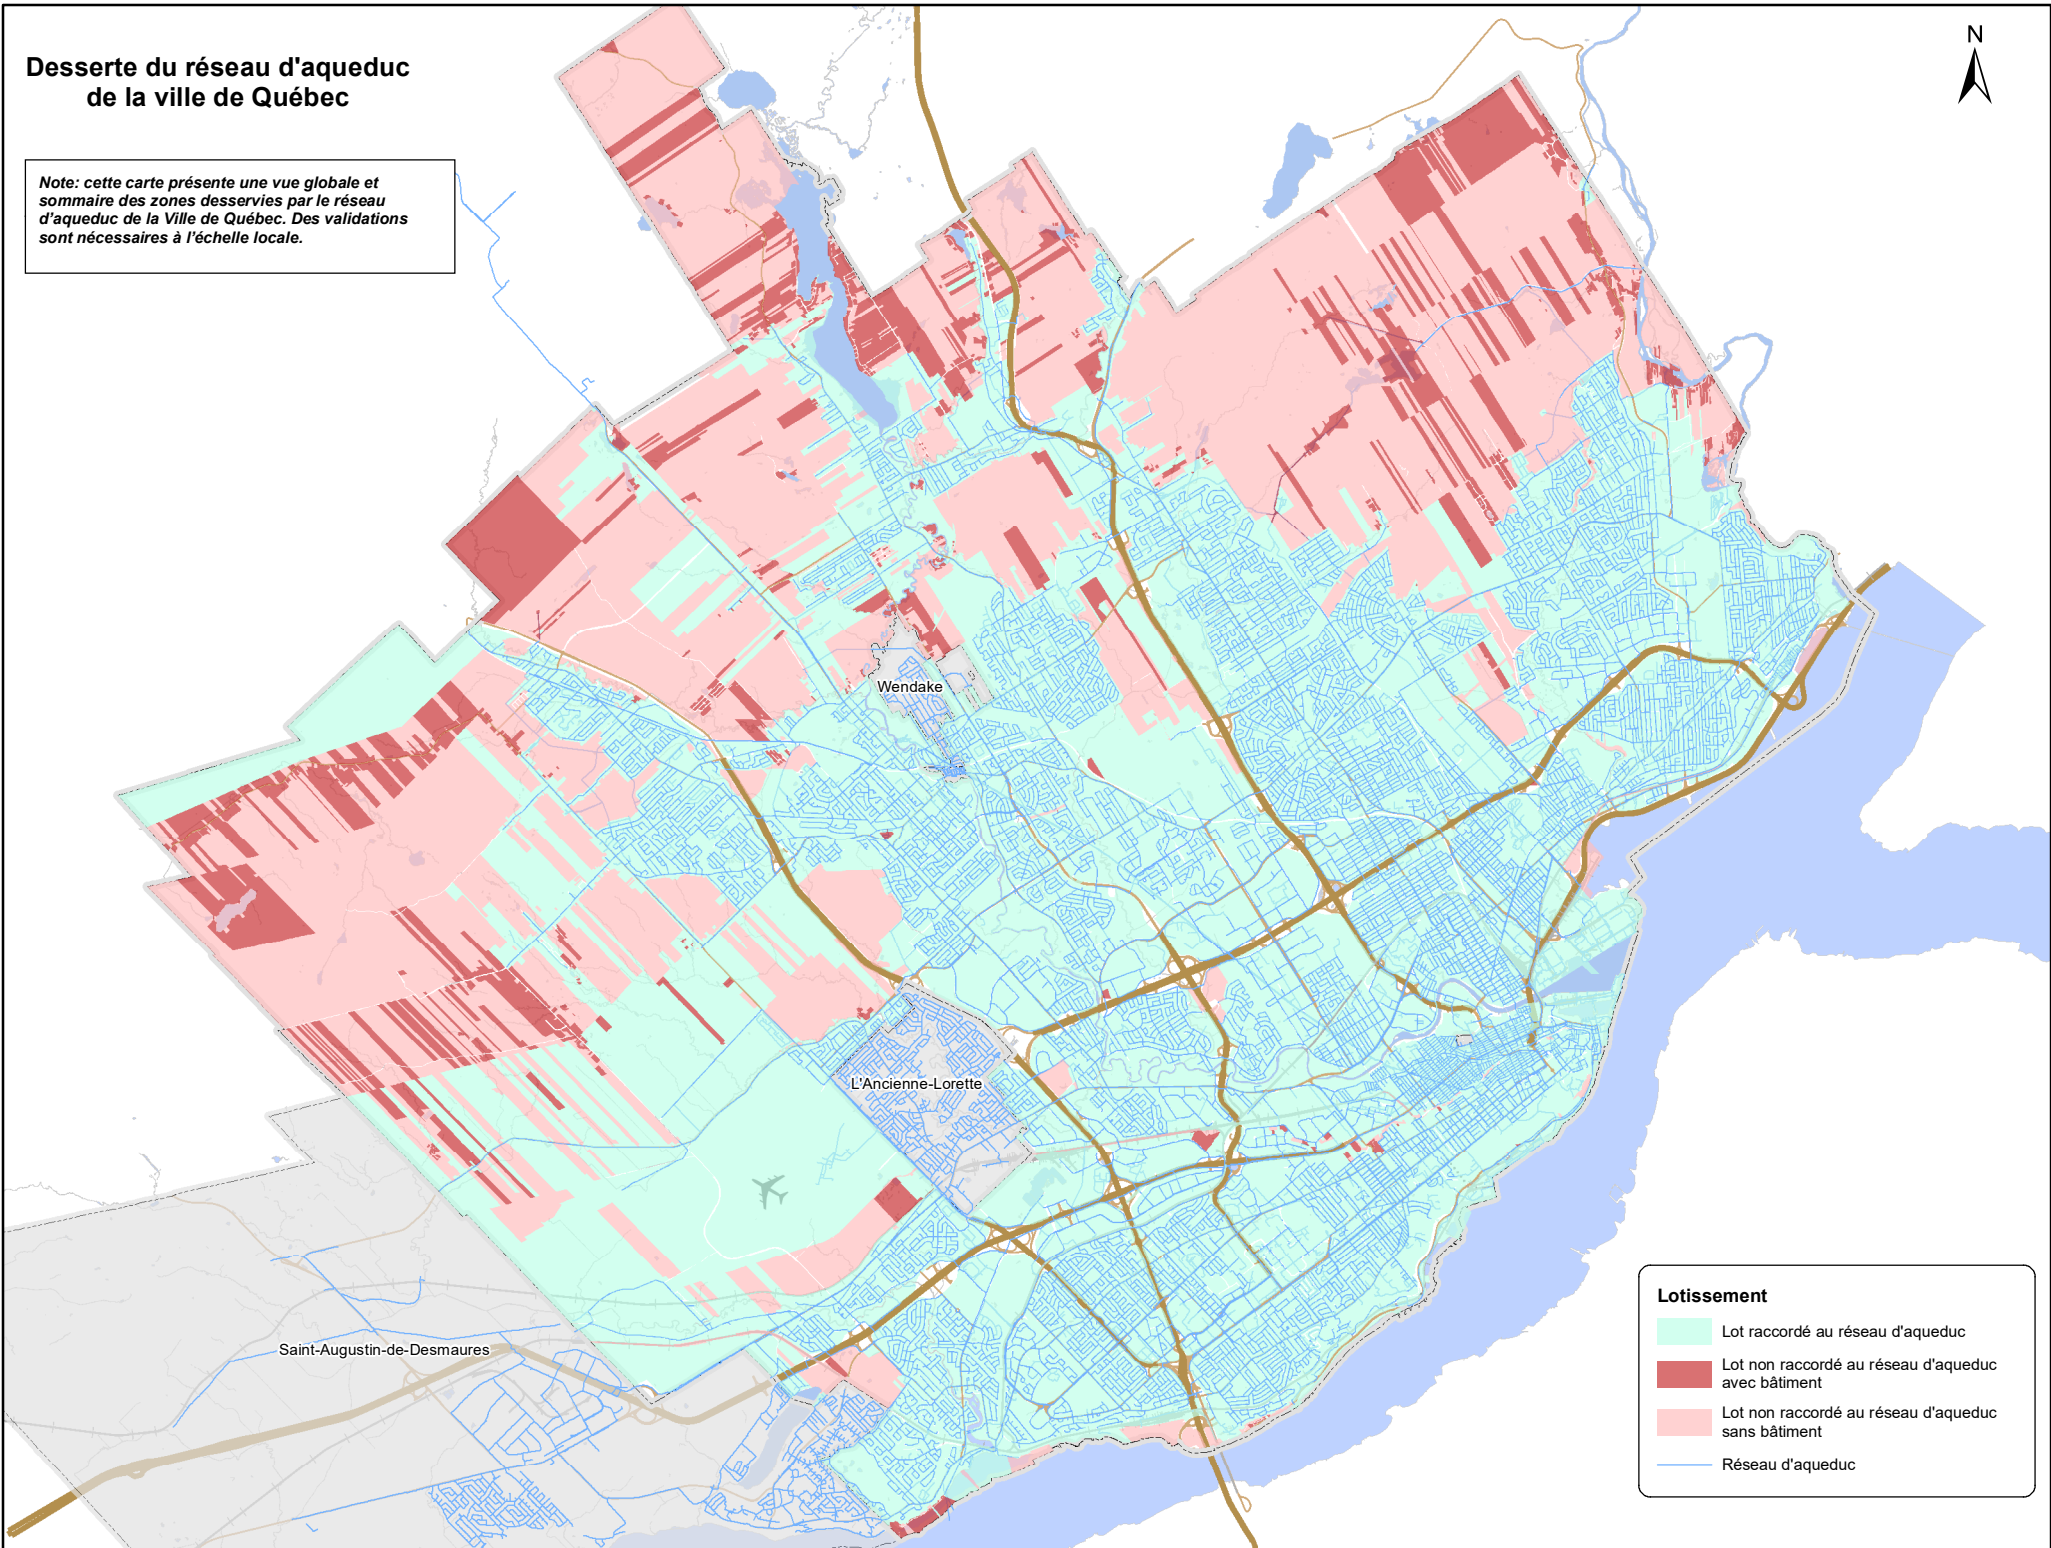 Desserte du réseau d'aqueduc
de la ville de Québec
Note: cette carte présente une vue globale et
sommaire des zones desservies par le réseau
d'aqueduc de la Ville de Québec. Des validations
sont nécessaires à l'échelle locale.
N
Wendake
L'Ancienne-Lorette
Saint-Augustin-de-Desmaures
Lotissement
Lot raccordé au réseau d'aqueduc
Lot non raccordé au réseau d'aqueduc
avec bâtiment
Lot non raccordé au réseau d'aqueduc
sans bâtiment
Réseau d'aqueduc